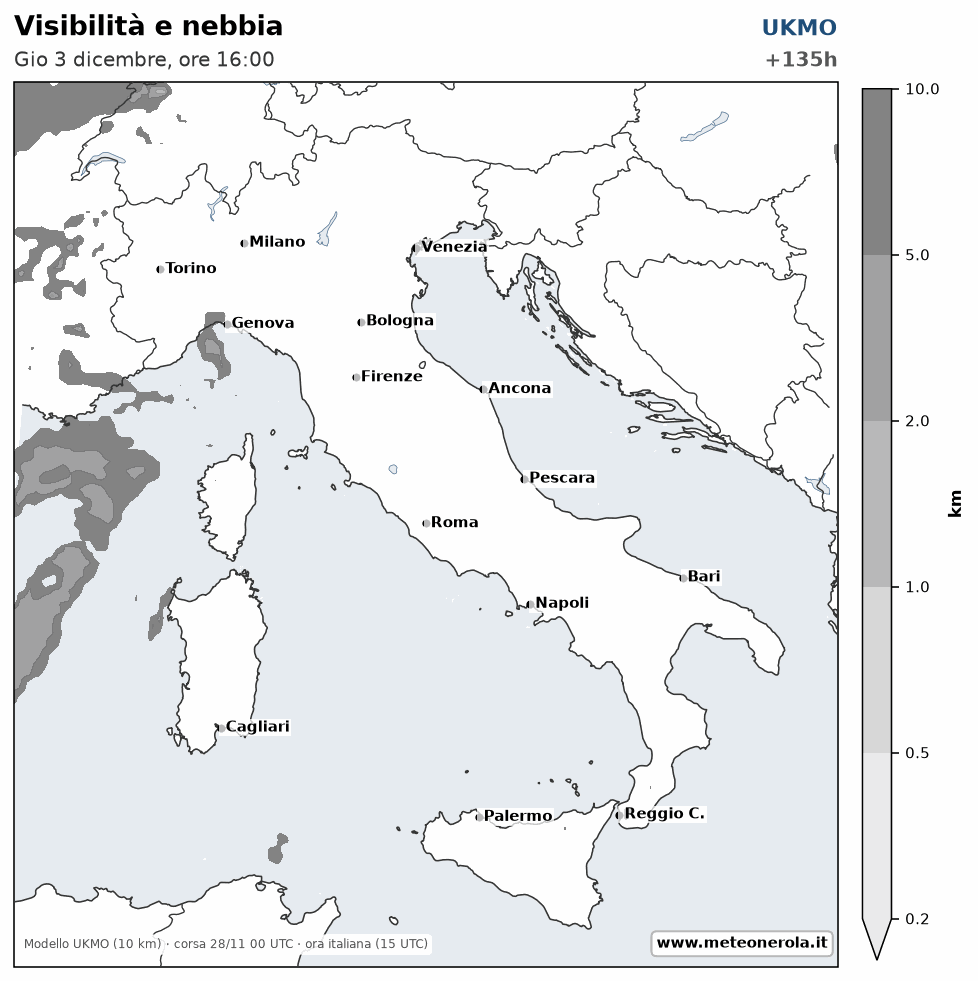 Visibilità e nebbia
UKMO
Gio 3 dicembre, ore 16:00
+135h
10.0
Milano
Venezia
5.0
Torino
Genova
Bologna
Firenze
Ancona
2.0
Pescara
km
Roma
Bari
1.0
Napoli
Cagliari
0.5
Palermo
Reggio C.
0.2
Modello UKMO (10 km) · corsa 28/11 00 UTC · ora italiana (15 UTC)
www.meteonerola.it